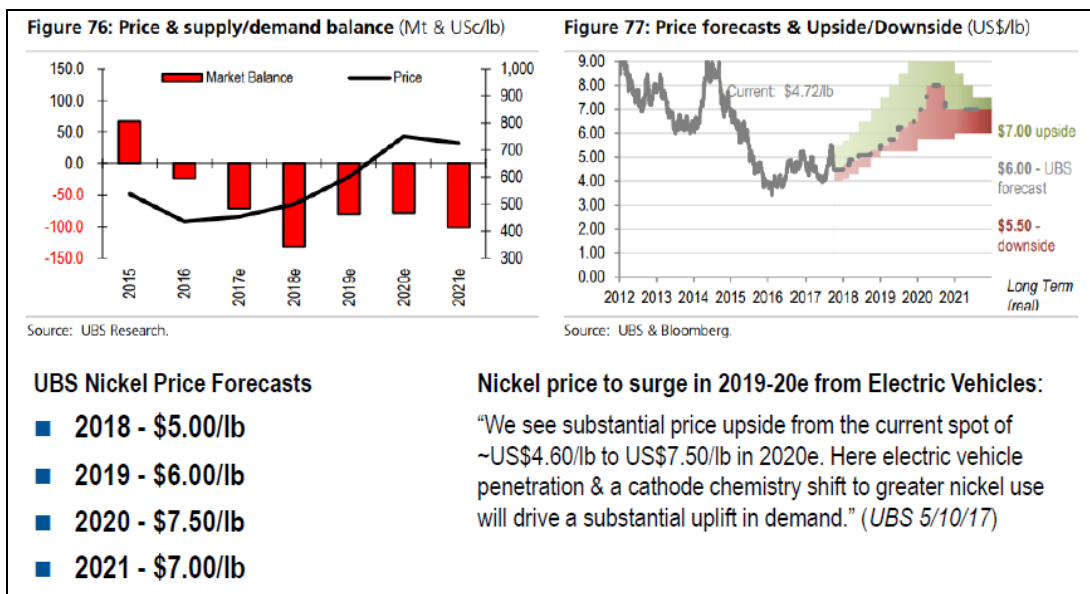 Figure 76: Price & supply/demand balance (Mt & USc/lb)
150.0
100.0
50.0
0.0
-50.0
-100.0
-150.0
Market Balance
Price
1,000
900
800
700
600
500
400
300
2015
2016
2017e
2018e
2019e
2020e
2021e
Source: UBS Research.
Figure 77: Price forecasts & Upside/Downside (US$/lb)
9.00
8.00
7.00
6.00
5.00
4.00
3.00
2.00
1.00
0.00
Current: $4.72/lb
2012 2013 2014 2015 2016 2017 2018 2019 2020 2021
$7.00 upside
$6.00 - UBS
forecast
$5.50 -
downside
Long Term
(real)
Source: UBS & Bloomberg.
UBS Nickel Price Forecasts
2018 - $5.00/lb
2019 - $6.00/lb
2020 - $7.50/lb
2021 - $7.00/lb
Nickel price to surge in 2019-20e from Electric Vehicles:
“We see substantial price upside from the current spot of
~US$4.60/lb to US$7.50/lb in 2020e. Here electric vehicle
penetration & a cathode chemistry shift to greater nickel use
will drive a substantial uplift in demand.” (UBS 5/10/17)